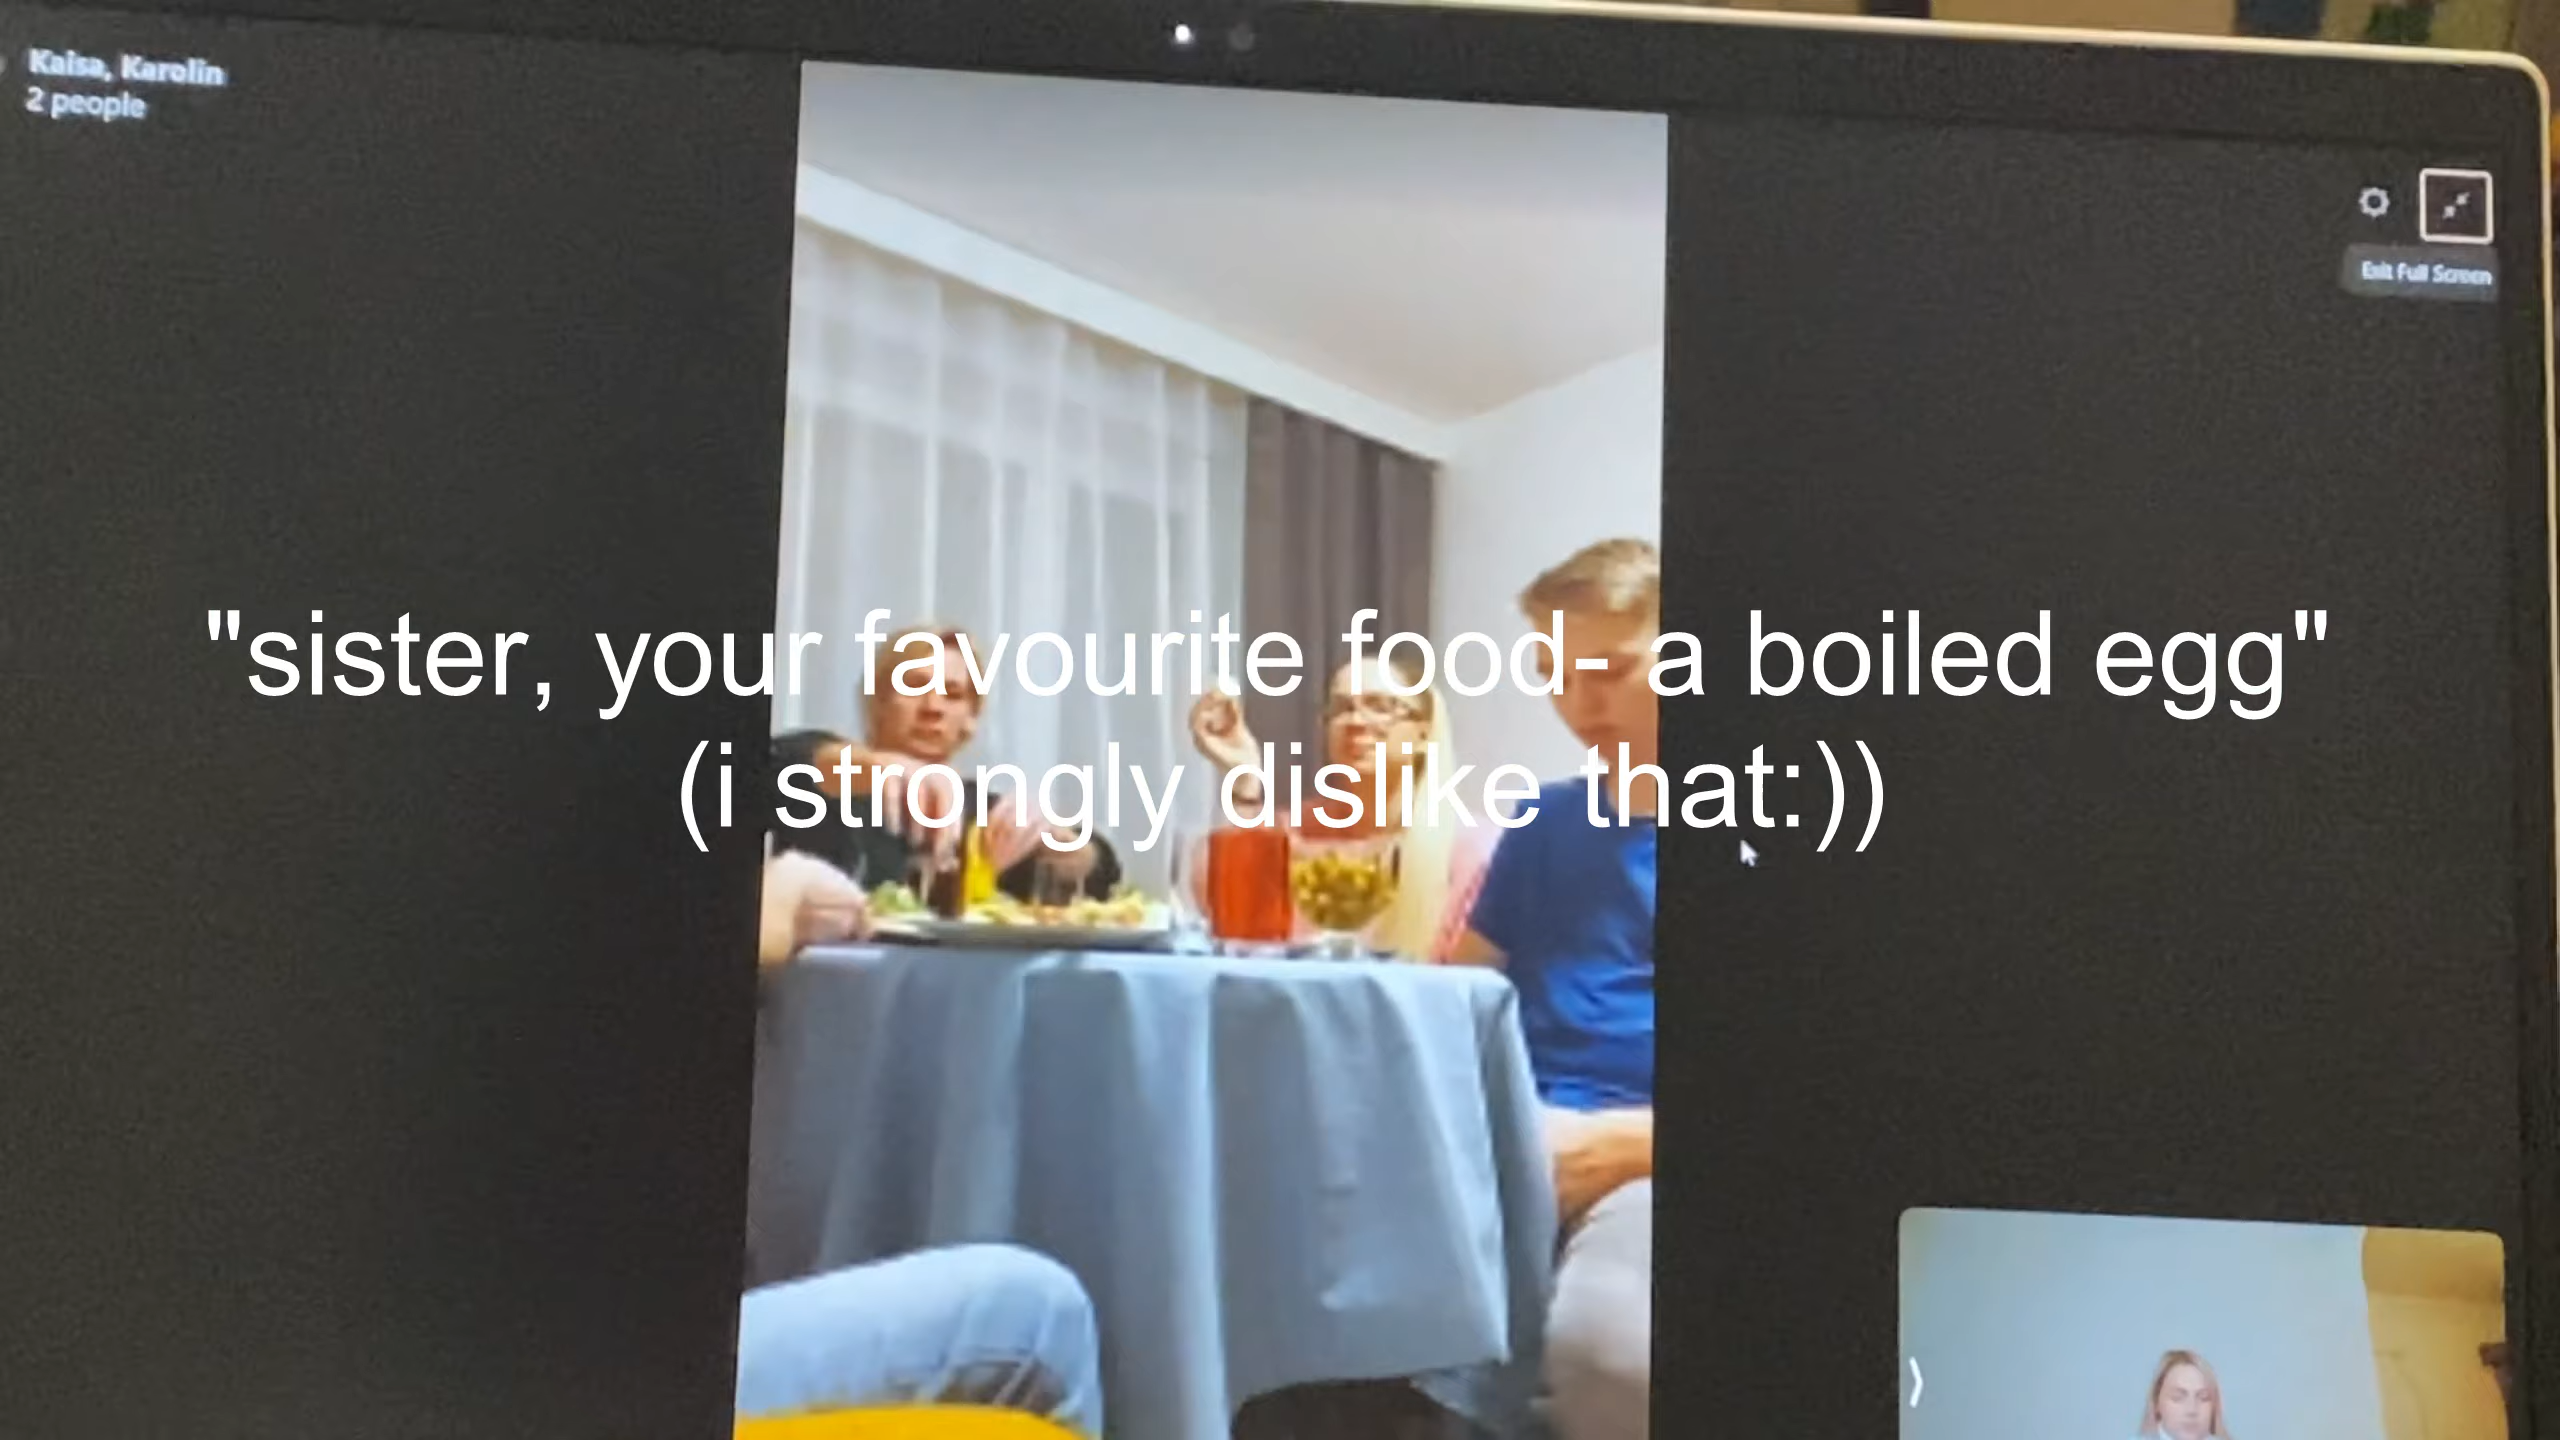 Kaisa, Karolin
2 people
Exit Full Screen
"sister, your favourite food- a boiled egg"
(i strongly dislike that:))